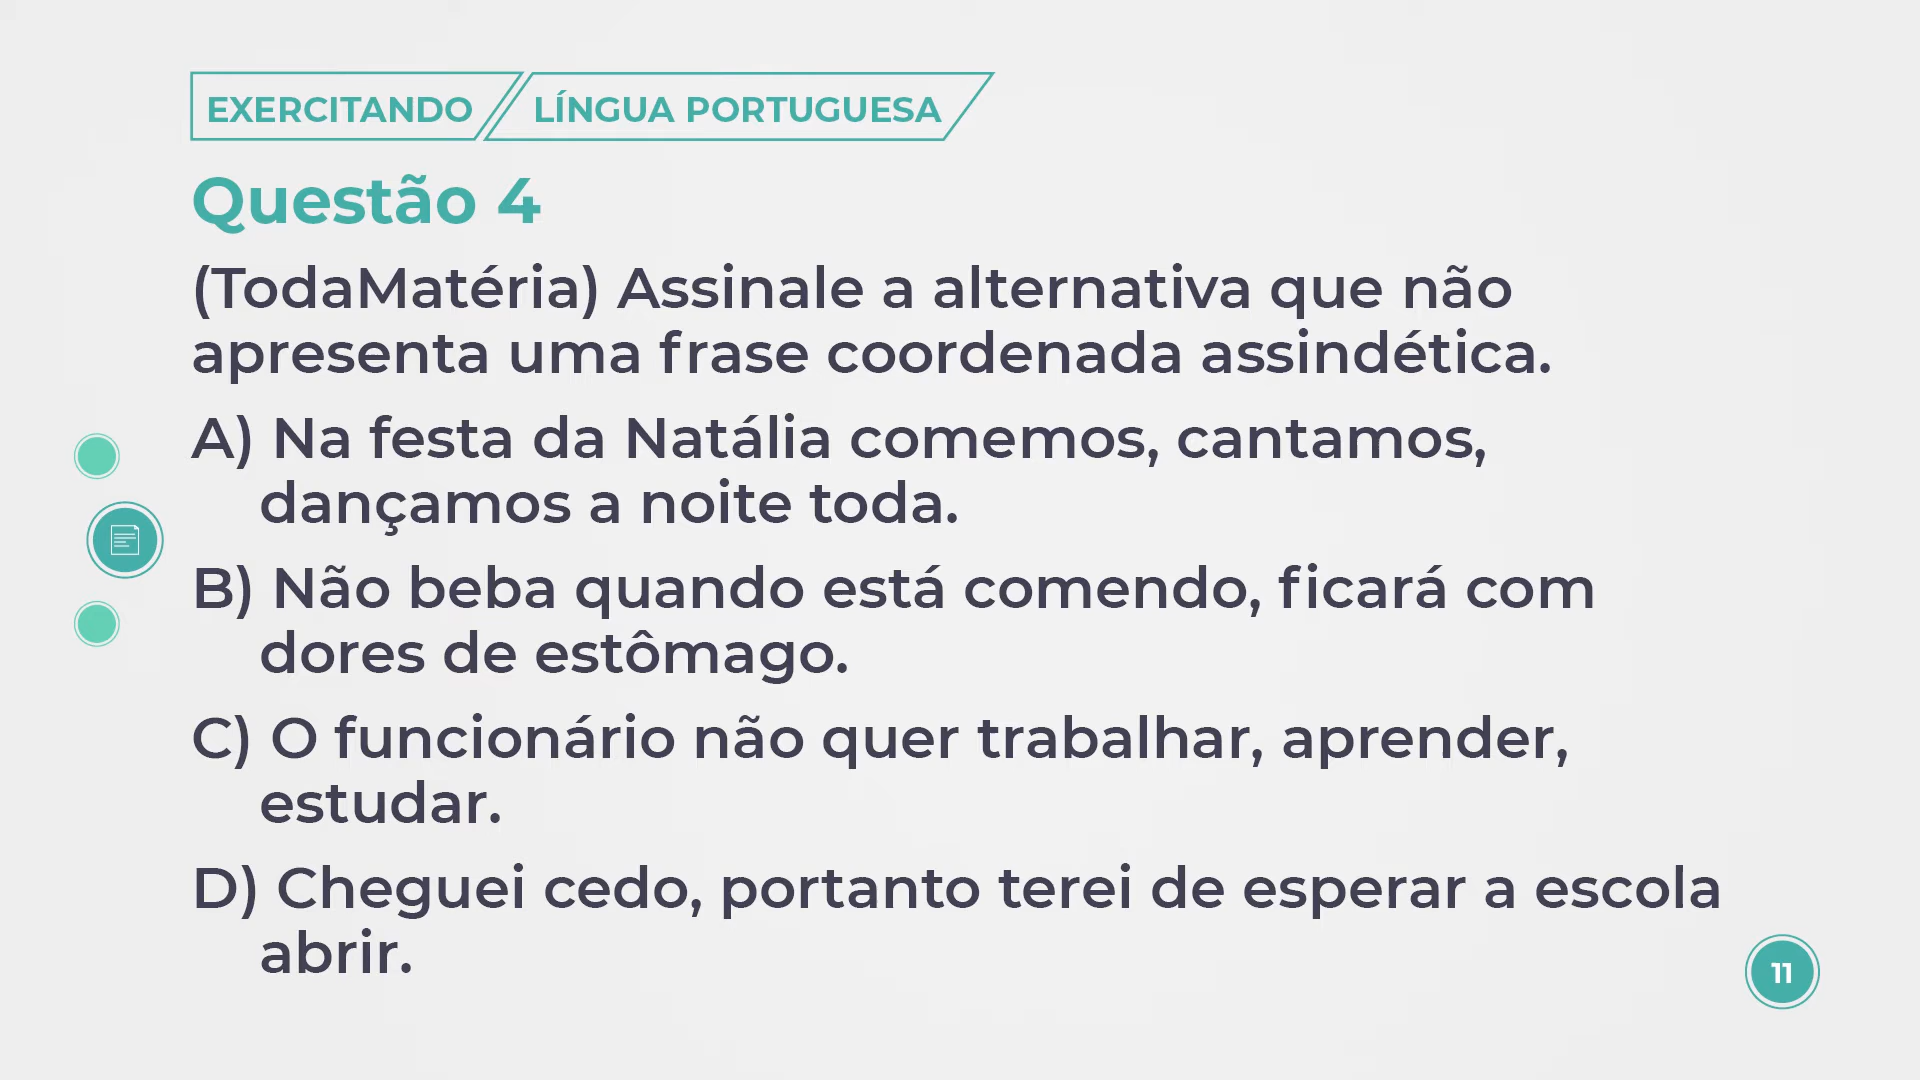 EXERCITANDO LÍNGUA PORTUGUESA
Questão 4
(TodaMatéria) Assinale a alternativa que não
apresenta uma frase coordenada assindética.
A) Na festa da Natália comemos, cantamos,
dançamos a noite toda.
B) Não beba quando está comendo, ficará com
dores de estômago.
C) O funcionário não quer trabalhar, aprender,
estudar.
D) Cheguei cedo, portanto terei de esperar a escola
abrir.
11